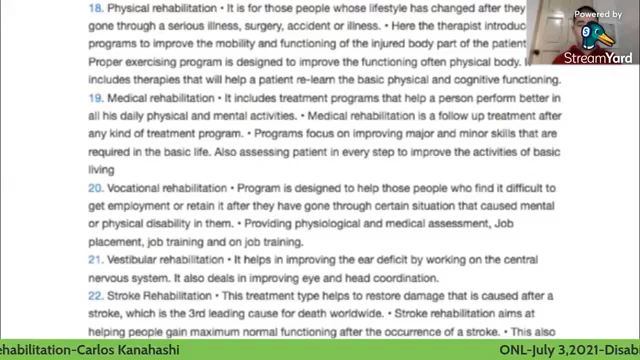 18. Physical rehabilitation • It is for those people whose lifestyle has changed after they
gone through a serious illness, surgery, accident or illness. • Here the therapist introduc
programs to improve the mobility and functioning of the injured body part of the patient
Proper exercising program is designed to improve the functioning often physical body.
includes therapies that will help a patient re-learn the basic physical and cognitive functioning.
19. Medical rehabilitation • It includes treatment programs that help a person perform better in
all his daily physical and mental activities. • Medical rehabilitation is a follow up treatment after
any kind of treatment program. • Programs focus on improving major and minor skills that are
required in the basic life. Also assessing patient in every step to improve the activities of basic
living
20. Vocational rehabilitation • Program is designed to help those people who find it difficult to
get employment or retain it after they have gone through certain situation that caused mental
or physical disability in them. • Providing physiological and medical assessment, Job
placement, job training and on job training.
21. Vestibular rehabilitation • It helps in improving the ear deficit by working on the central
nervous system. It also deals in improving eye and head coordination.
22. Stroke Rehabilitation • This treatment type helps to restore damage that is caused after a
stroke, which is the 3rd leading cause for death worldwide. • Stroke rehabilitation aims at
helping people gain maximum normal functioning after the occurrence of a stroke. • This also
Powered by
StreamYard
ehabilitation-Carlos Kanahashi
ONL-July 3,2021-Disab